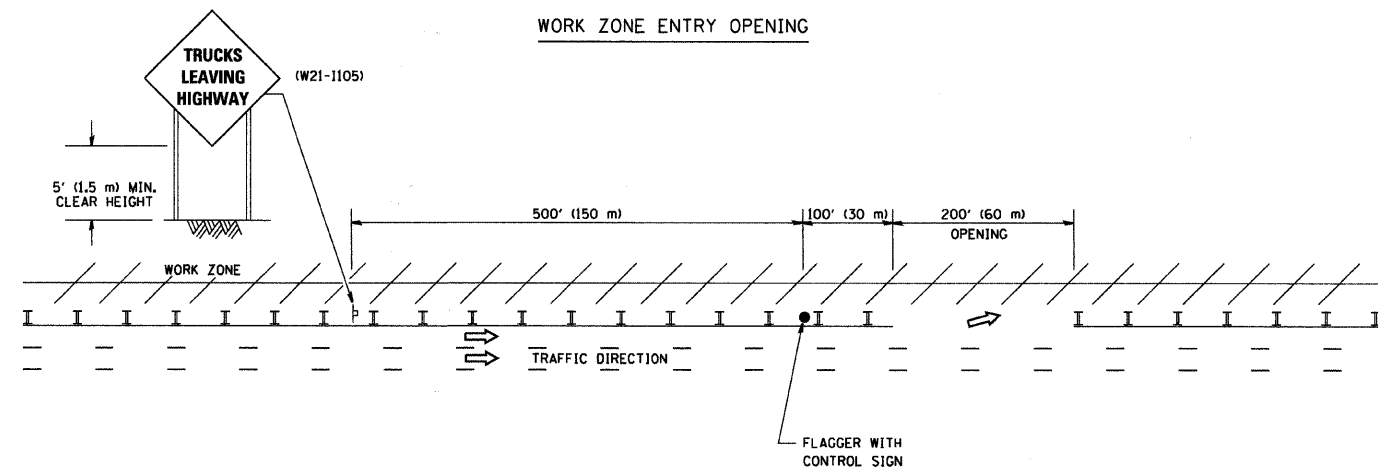 WORK ZONE ENTRY OPENING
TRUCKS
LEAVING
HIGHWAY
(W21-I105)
5' (1.5 m) MIN.
CLEAR HEIGHT
500' (150 m)
100' (30 m)
200' (60 m)
OPENING
WORK ZONE
TRAFFIC DIRECTION
FLAGGER WITH
CONTROL SIGN